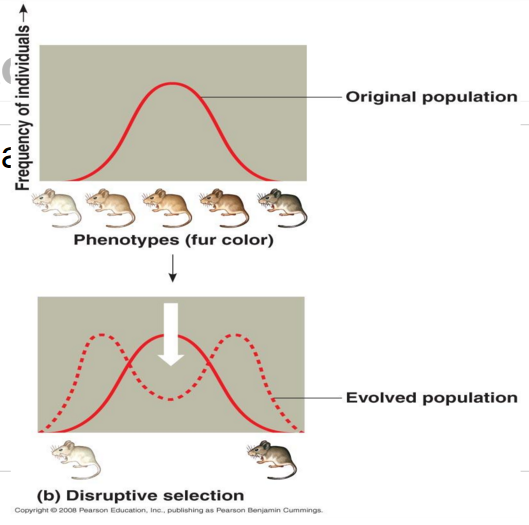 Frequency of individuals
Original population
Phenotypes (fur color)
Evolved population
(b) Disruptive selection
Copyright © 2008 Pearson Education, Inc., publishing as Pearson Benjamin Cummings.